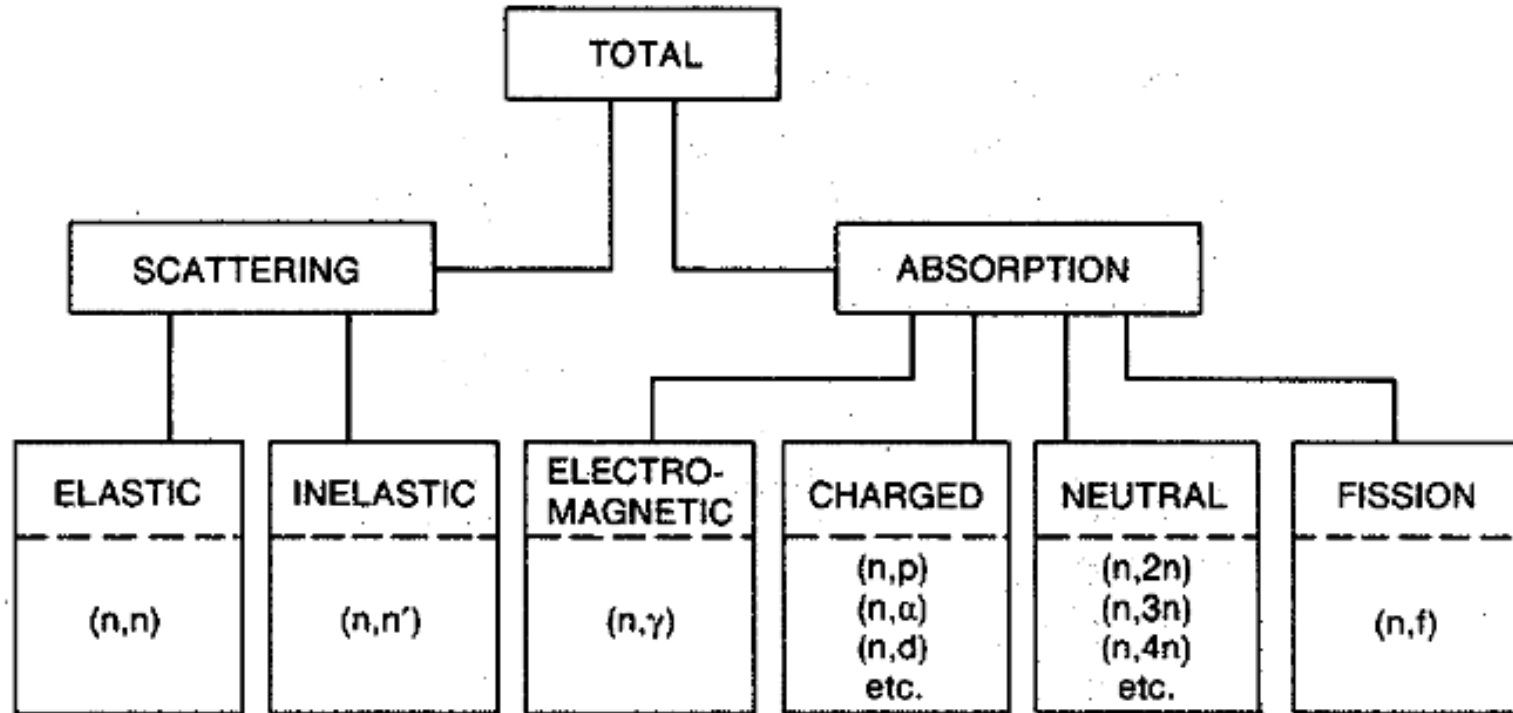 TOTAL
SCATTERING
ABSORPTION
ELASTIC
(n,n)
INELASTIC
(n,n′)
ELECTRO-
MAGNETIC
(n,γ)
CHARGED
(n,p)
(n,α)
(n,d)
etc.
NEUTRAL
(n,2n)
(n,3n)
(n,4n)
etc.
FISSION
(n,f)